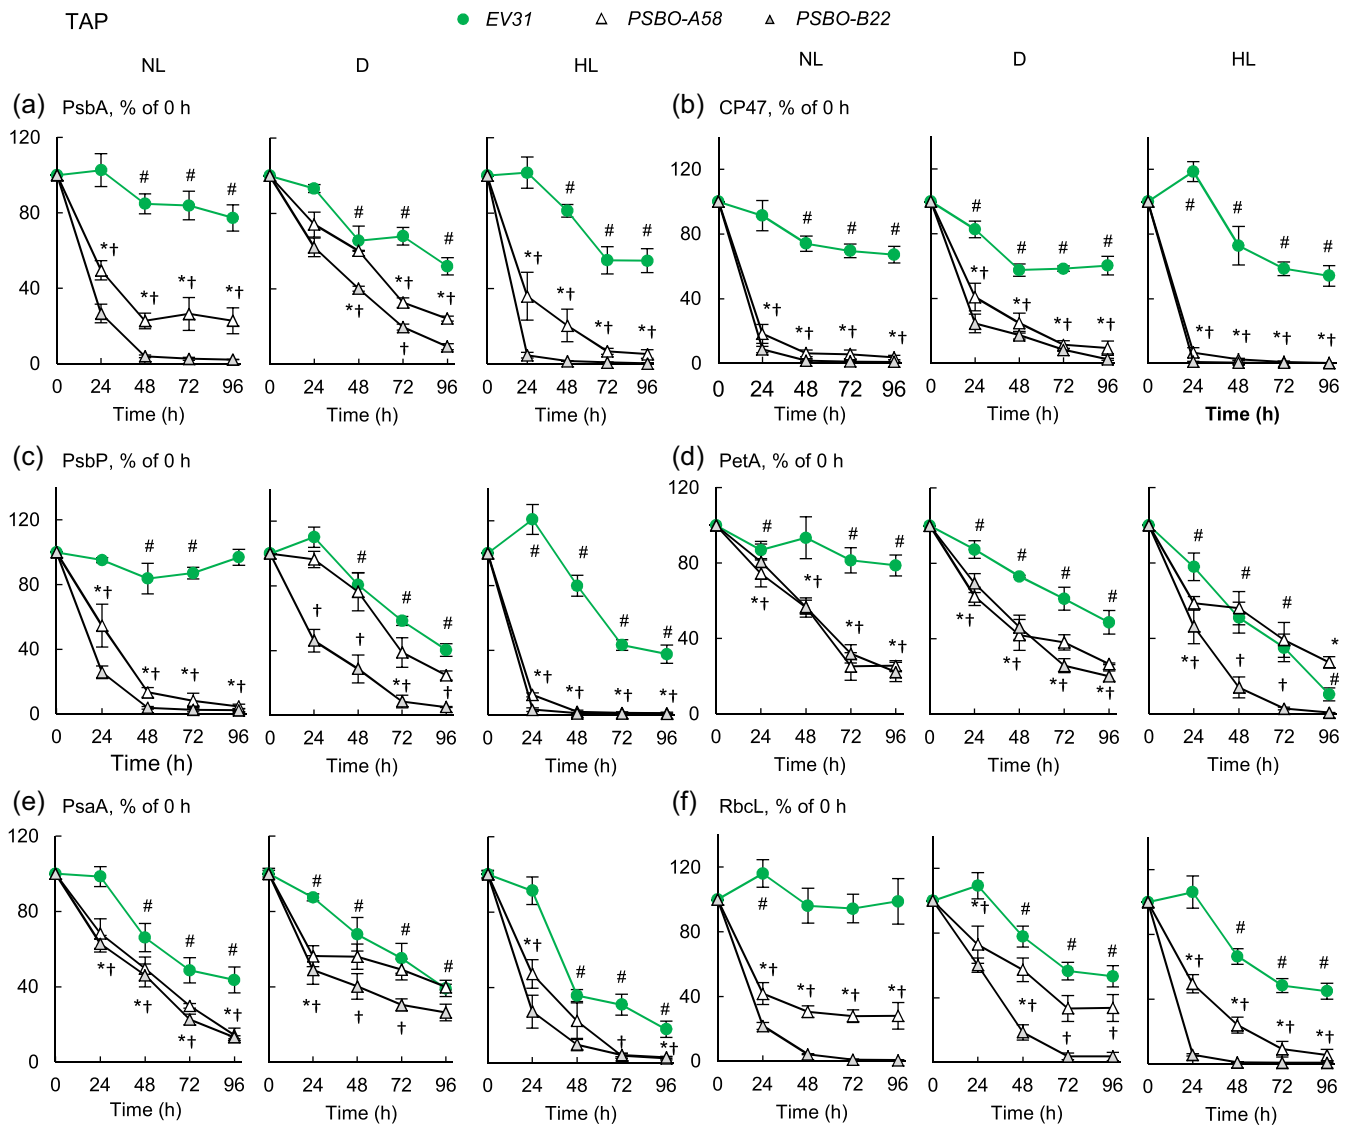 TAP
EV31 PSBO-A58 PSBO-B22
NL D HL NL D HL
(a) PsbA, % of 0 h
120
80
40
0
# # # #
*† *† *† *†
0 24 48 72 96
Time (h)
# # #
*† *† *† †
0 24 48 72 96
Time (h)
# # #
*† *† *† *†
0 24 48 72 96
Time (h)
(b) CP47, % of 0 h
120
80
40
0
# # #
*† *† *† *†
0 24 48 72 96
Time (h)
# # # #
*† *† *† *†
0 24 48 72 96
Time (h)
# # # #
*† *† *† *†
0 24 48 72 96
Time (h)
(c) PsbP, % of 0 h
120
80
40
0
# #
*† *† *† *†
0 24 48 72 96
Time (h)
# # #
† † *† †
0 24 48 72 96
Time (h)
# # # #
*† *† *† *†
0 24 48 72 96
Time (h)
(d) PetA, % of 0 h
120
80
40
0
# # #
*† *† *† *†
0 24 48 72 96
Time (h)
# # # #
*† *† *† *†
0 24 48 72 96
Time (h)
# # # #
*† † † *
0 24 48 72 96
Time (h)
(e) PsaA, % of 0 h
120
80
40
0
# # #
*† *† *† *†
0 24 48 72 96
Time (h)
# # # #
*† † †
0 24 48 72 96
Time (h)
# # #
*† † *†
0 24 48 72 96
Time (h)
(f) RbcL, % of 0 h
120
80
40
0
#
*† *† *† *†
0 24 48 72 96
Time (h)
# # #
*† *† † †
0 24 48 72 96
Time (h)
# # #
*† *† *† *†
0 24 48 72 96
Time (h)